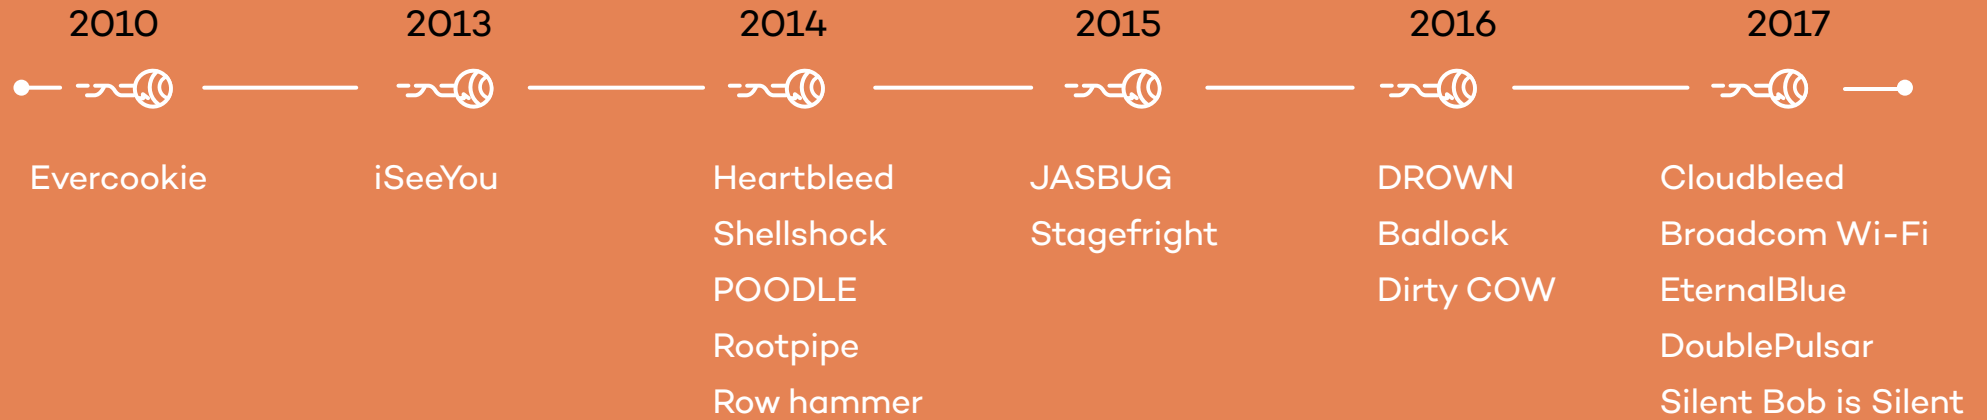 2010
2013
2014
2015
2016
2017
Evercookie
iSeeYou
Heartbleed
Shellshock
POODLE
Rootpipe
Row hammer
JASBUG
Stagefright
DROWN
Badlock
Dirty COW
Cloudbleed
Broadcom Wi-Fi
EternalBlue
DoublePulsar
Silent Bob is Silent